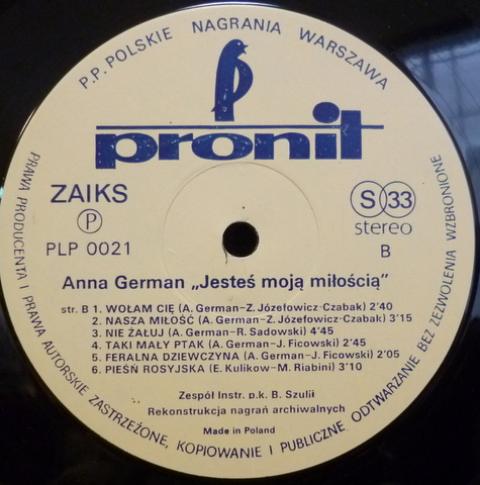 P.P. POLSKIE NAGRANIA WARSZAWA
pronit
ZAIKS
P
PLP 0021
S 33
stereo
B
Anna German „Jesteś moją miłością”
str. B 1. WOŁAM CIĘ (A. German–Z. Józefowicz-Czabak) 2'40
2. NASZA MIŁOŚĆ (A. German–Z. Józefowicz-Czabak) 3'15
3. NIE ŻAŁUJ (A. German–R. Sadowski) 4'45
4. TAKI MAŁY PTAK (A. German–J. Ficowski) 2'45
5. FERALNA DZIEWCZYNA (A. German–J. Ficowski) 2'05
6. PIEŚŃ ROSYJSKA (E. Kulikow–M. Riabini) 3'10
Zespół Instr. p.k. B. Szulii
Rekonstrukcja nagrań archiwalnych
Made in Poland
PRAWA PRODUCENTA I PRAWA AUTORSKIE ZASTRZEŻONE, KOPIOWANIE I PUBLICZNE ODTWARZANIE BEZ ZEZWOLENIA WZBRONIONE